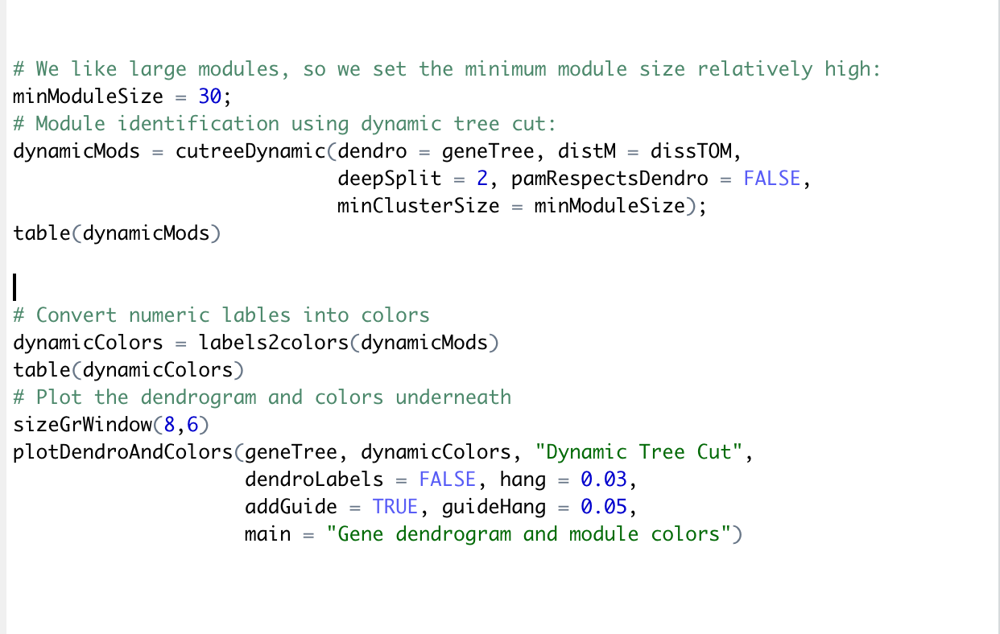 # We like large modules, so we set the minimum module size relatively high:
minModuleSize = 30;
# Module identification using dynamic tree cut:
dynamicMods = cutreeDynamic(dendro = geneTree, distM = dissTOM,
deepSplit = 2, pamRespectsDendro = FALSE,
minClusterSize = minModuleSize);
table(dynamicMods)
# Convert numeric lables into colors
dynamicColors = labels2colors(dynamicMods)
table(dynamicColors)
# Plot the dendrogram and colors underneath
sizeGrWindow(8,6)
plotDendroAndColors(geneTree, dynamicColors, "Dynamic Tree Cut",
dendroLabels = FALSE, hang = 0.03,
addGuide = TRUE, guideHang = 0.05,
main = "Gene dendrogram and module colors")